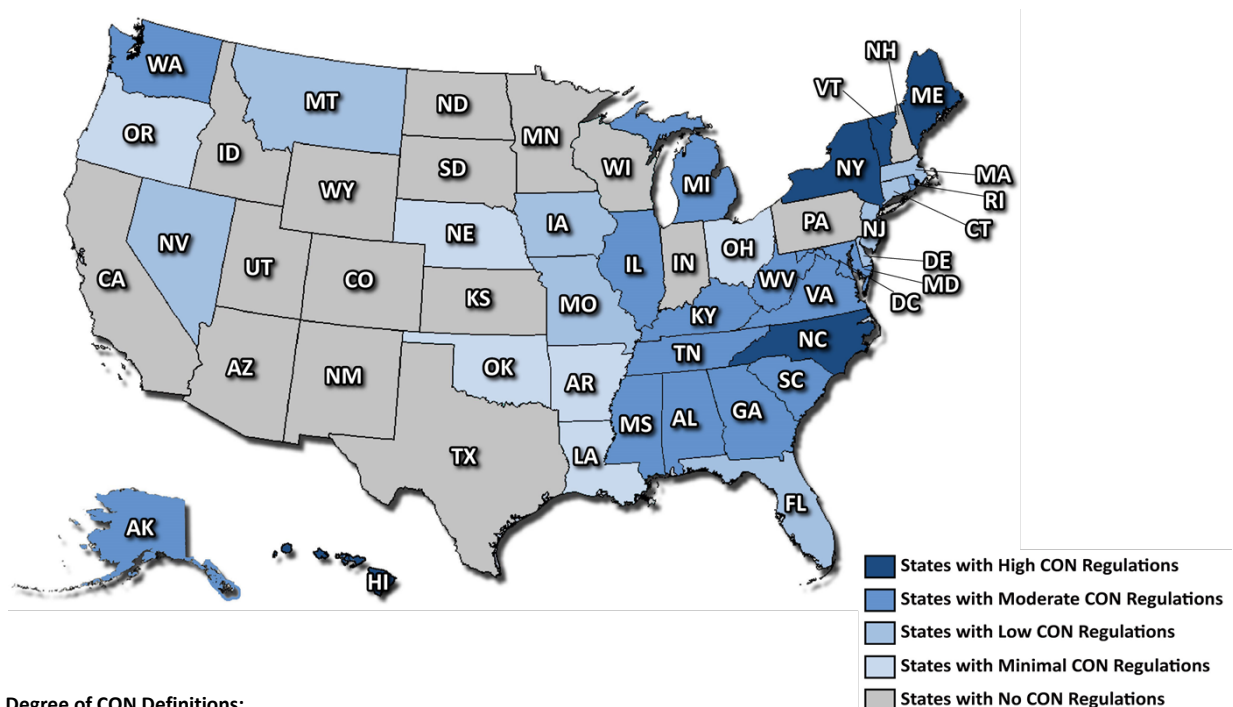 NH
WA
VT
ME
MT
ND
OR
MN
ID
SD
WI
NY
MA
WY
MI
RI
PA
NJ
CT
NE
IA
NV
OH
IL
IN
DE
UT
CO
MD
CA
WV
VA
DC
KS
MO
KY
NC
TN
AZ
OK
NM
AR
SC
GA
MS
AL
TX
LA
FL
AK
HI
States with High CON Regulations
States with Moderate CON Regulations
States with Low CON Regulations
States with Minimal CON Regulations
States with No CON Regulations
Degree of CON Definitions: